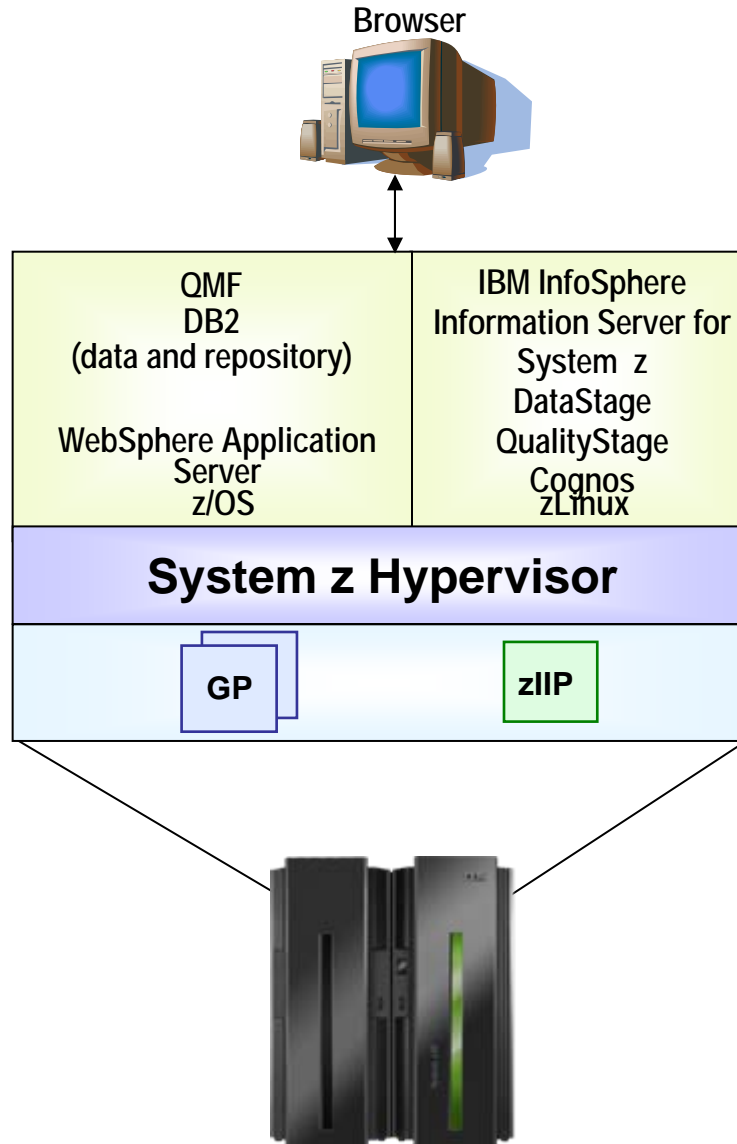 Browser
QMF
DB2
(data and repository)
WebSphere Application
Server
z/OS
IBM InfoSphere
Information Server for
System z
DataStage
QualityStage
Cognos
zLinux
System z Hypervisor
GP
zIIP